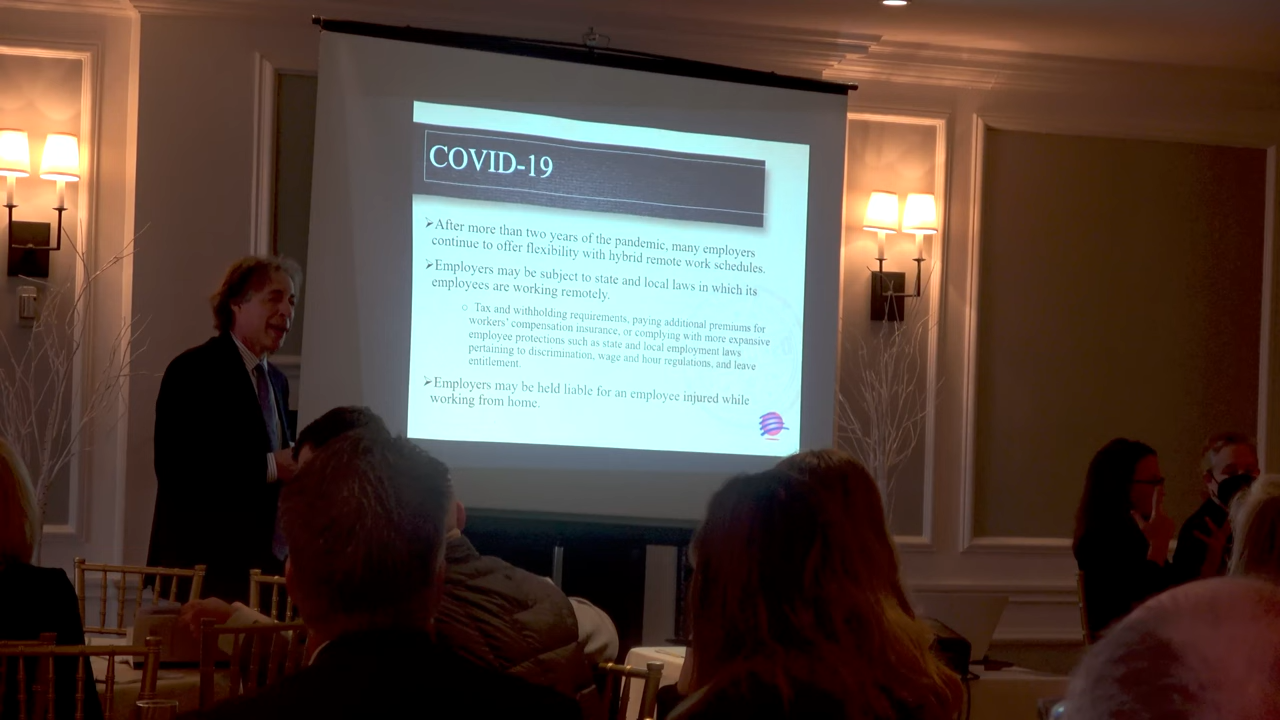 COVID-19
➢After more than two years of the pandemic, many employers
continue to offer flexibility with hybrid remote work schedules.
➢Employers may be subject to state and local laws in which its
employees are working remotely.
○ Tax and withholding requirements, paying additional premiums for
workers' compensation insurance, or complying with more expansive
employee protections such as state and local employment laws
pertaining to discrimination, wage and hour regulations, and leave
entitlement.
➢Employers may be held liable for an employee injured while
working from home.